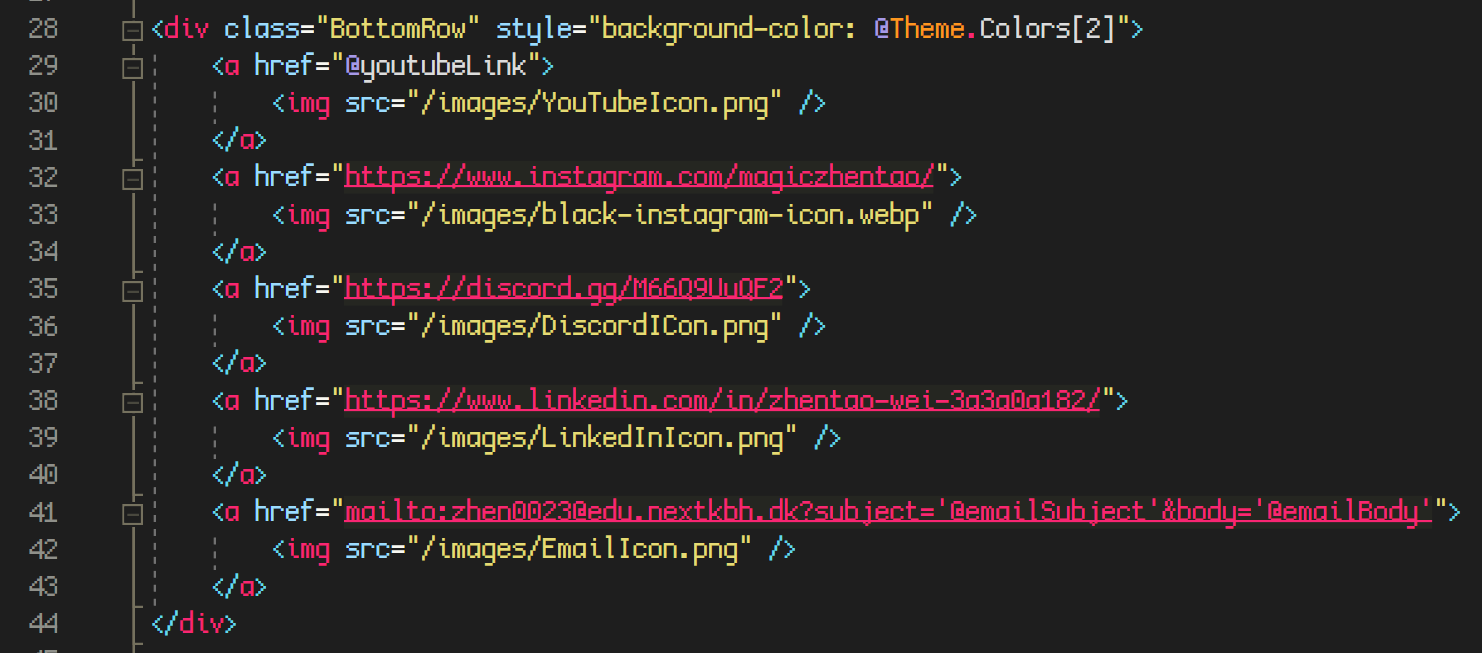 28 <div class="BottomRow" style="background-color: @Theme.Colors[2]">
29 <a href="@youtubeLink">
30 <img src="/images/YouTubeIcon.png" />
31 </a>
32 <a href="https://www.instagram.com/magiczhentao/">
33 <img src="/images/black-instagram-icon.webp" />
34 </a>
35 <a href="https://discord.gg/M66Q9UuQF2">
36 <img src="/images/DiscordICon.png" />
37 </a>
38 <a href="https://www.linkedin.com/in/zhentao-wei-3a3a0a182/">
39 <img src="/images/LinkedInIcon.png" />
40 </a>
41 <a href="mailto:zhen0023@edu.nextkbh.dk?subject='@emailSubject'&body='@emailBody'">
42 <img src="/images/EmailIcon.png" />
43 </a>
44 </div>